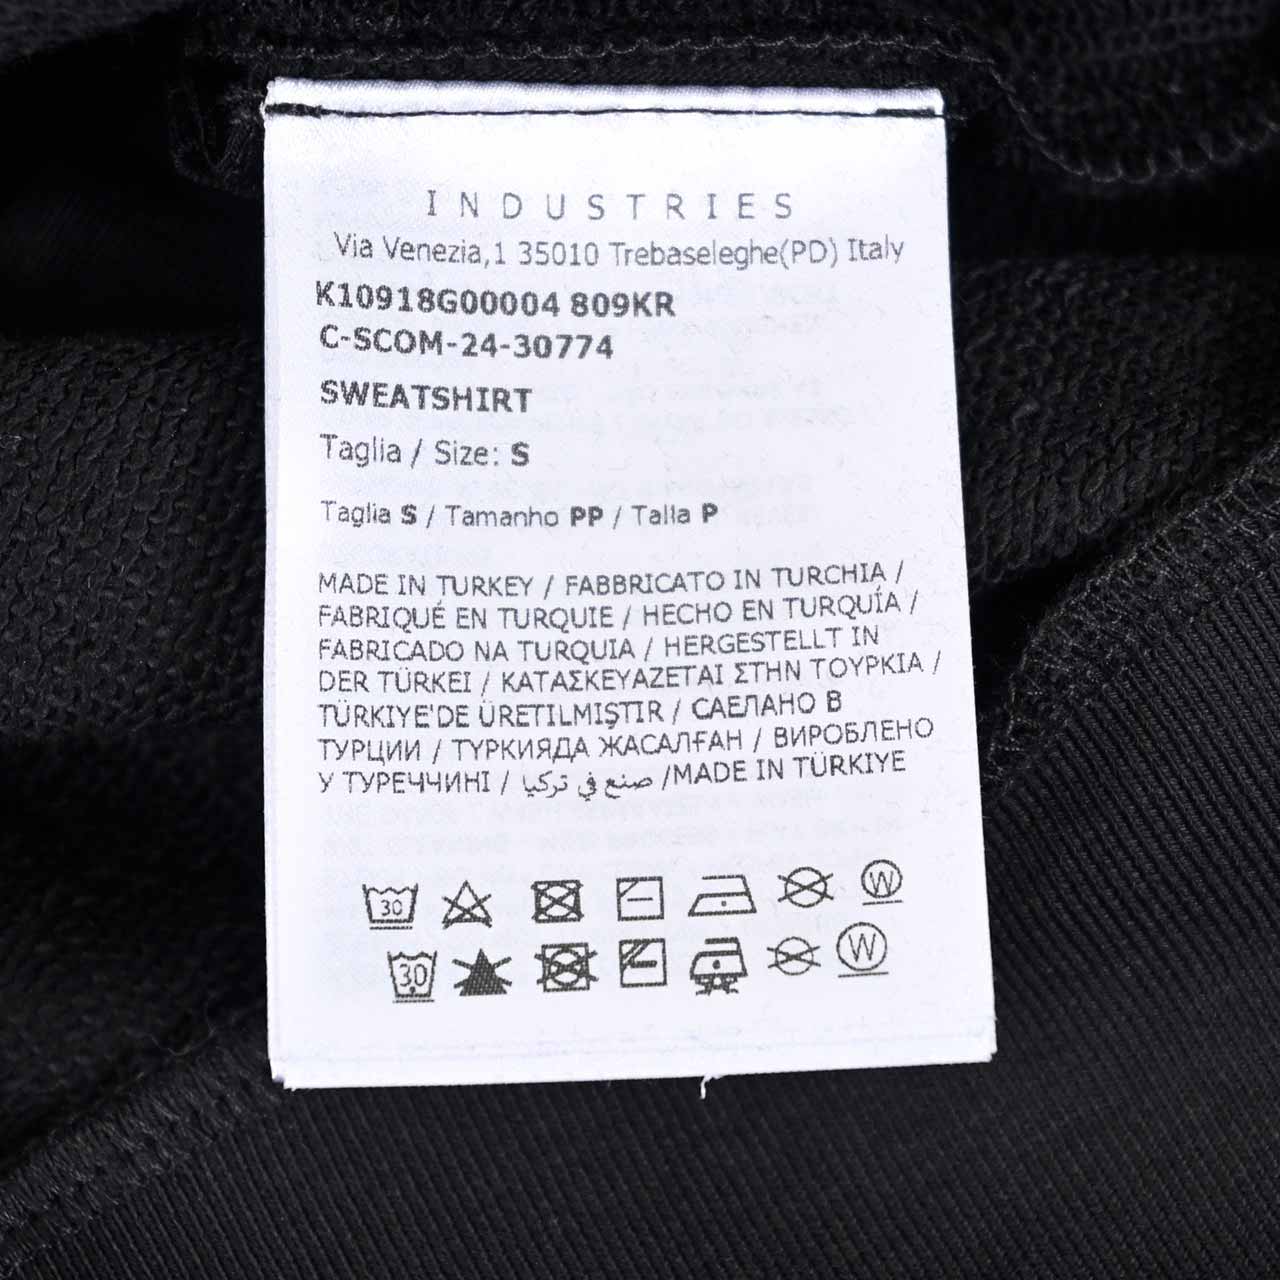 INDUSTRIES
Via Venezia,1 35010 Trebaseleghe(PD) Italy
K10918G00004 809KR
C-SCOM-24-30774
SWEATSHIRT
Taglia / Size: S
Taglia S / Tamanho PP / Talla P
MADE IN TURKEY / FABBRICATO IN TURCHIA /
FABRIQUÉ EN TURQUIE / HECHO EN TURQUÍA /
FABRICADO NA TURQUIA / HERGESTELLT IN
DER TÜRKEI / ΚΑΤΑΣΚΕΥΑΖΕΤΑΙ ΣΤΗΝ ΤΟΥΡΚΙΑ /
TÜRKIYE'DE ÜRETILMIŞTIR / СДЕЛАНО В
ТУРЦИИ / ТҮРКИЯДА ЖАСАЛҒАН / ВИРОБЛЕНО
У ТУРЕЧЧИНІ / صنع في تركيا /MADE IN TÜRKIYE
30 W
30 W